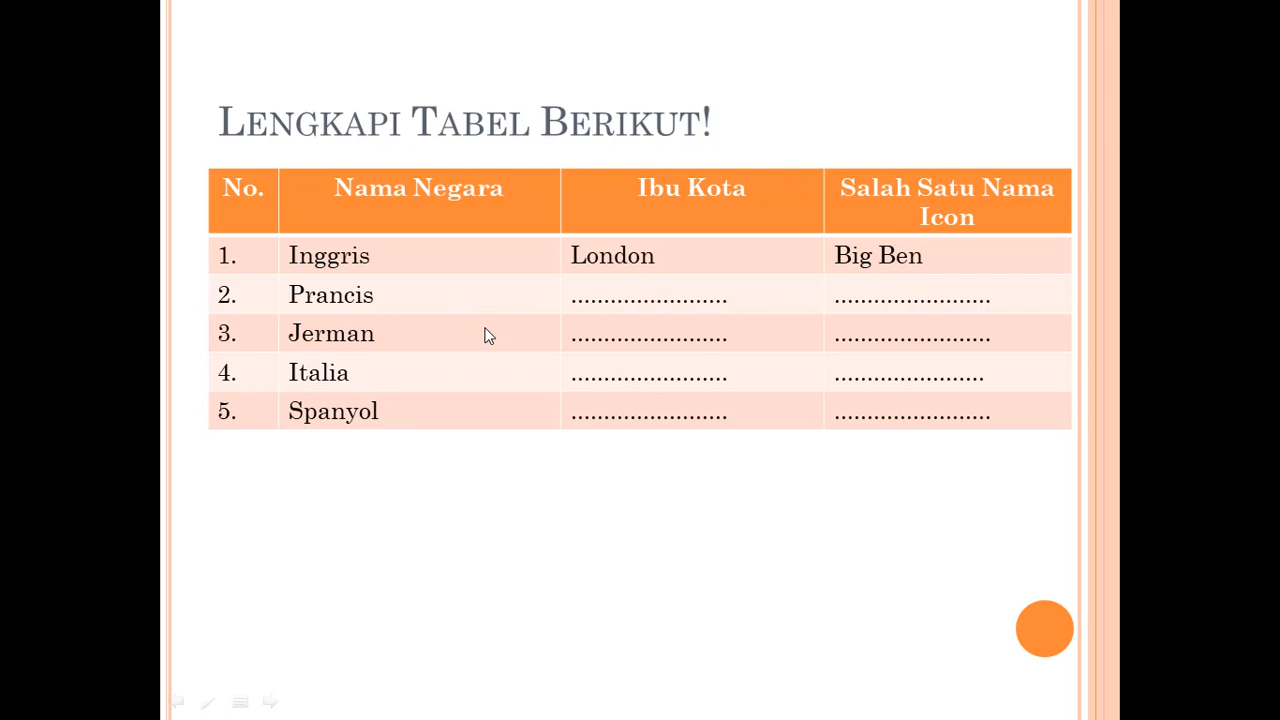 Lengkapi Tabel Berikut!
No. Nama Negara Ibu Kota Salah Satu Nama Icon
1. Inggris London Big Ben
2. Prancis ........................ ........................
3. Jerman ........................ ........................
4. Italia ........................ .......................
5. Spanyol ........................ ........................